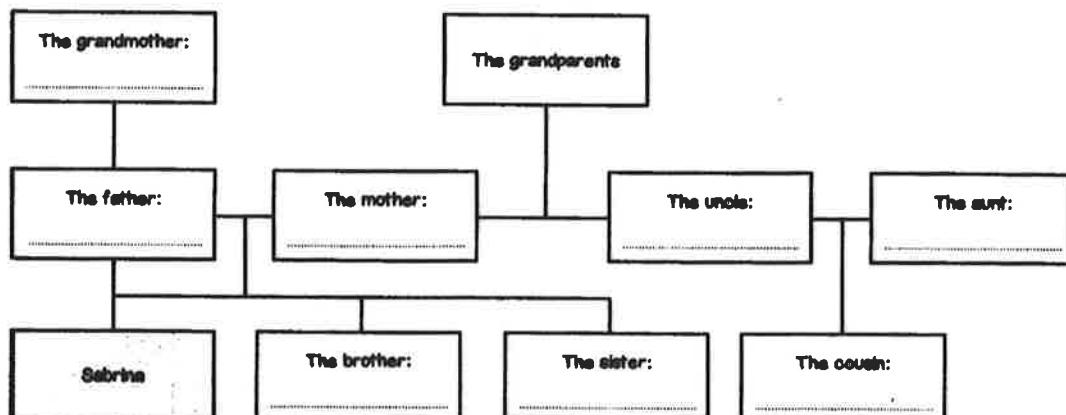 The grandmother:
The grandparents
The father:
The mother:
The uncle:
The aunt:
Sabrina
The brother:
The sister:
The cousin: